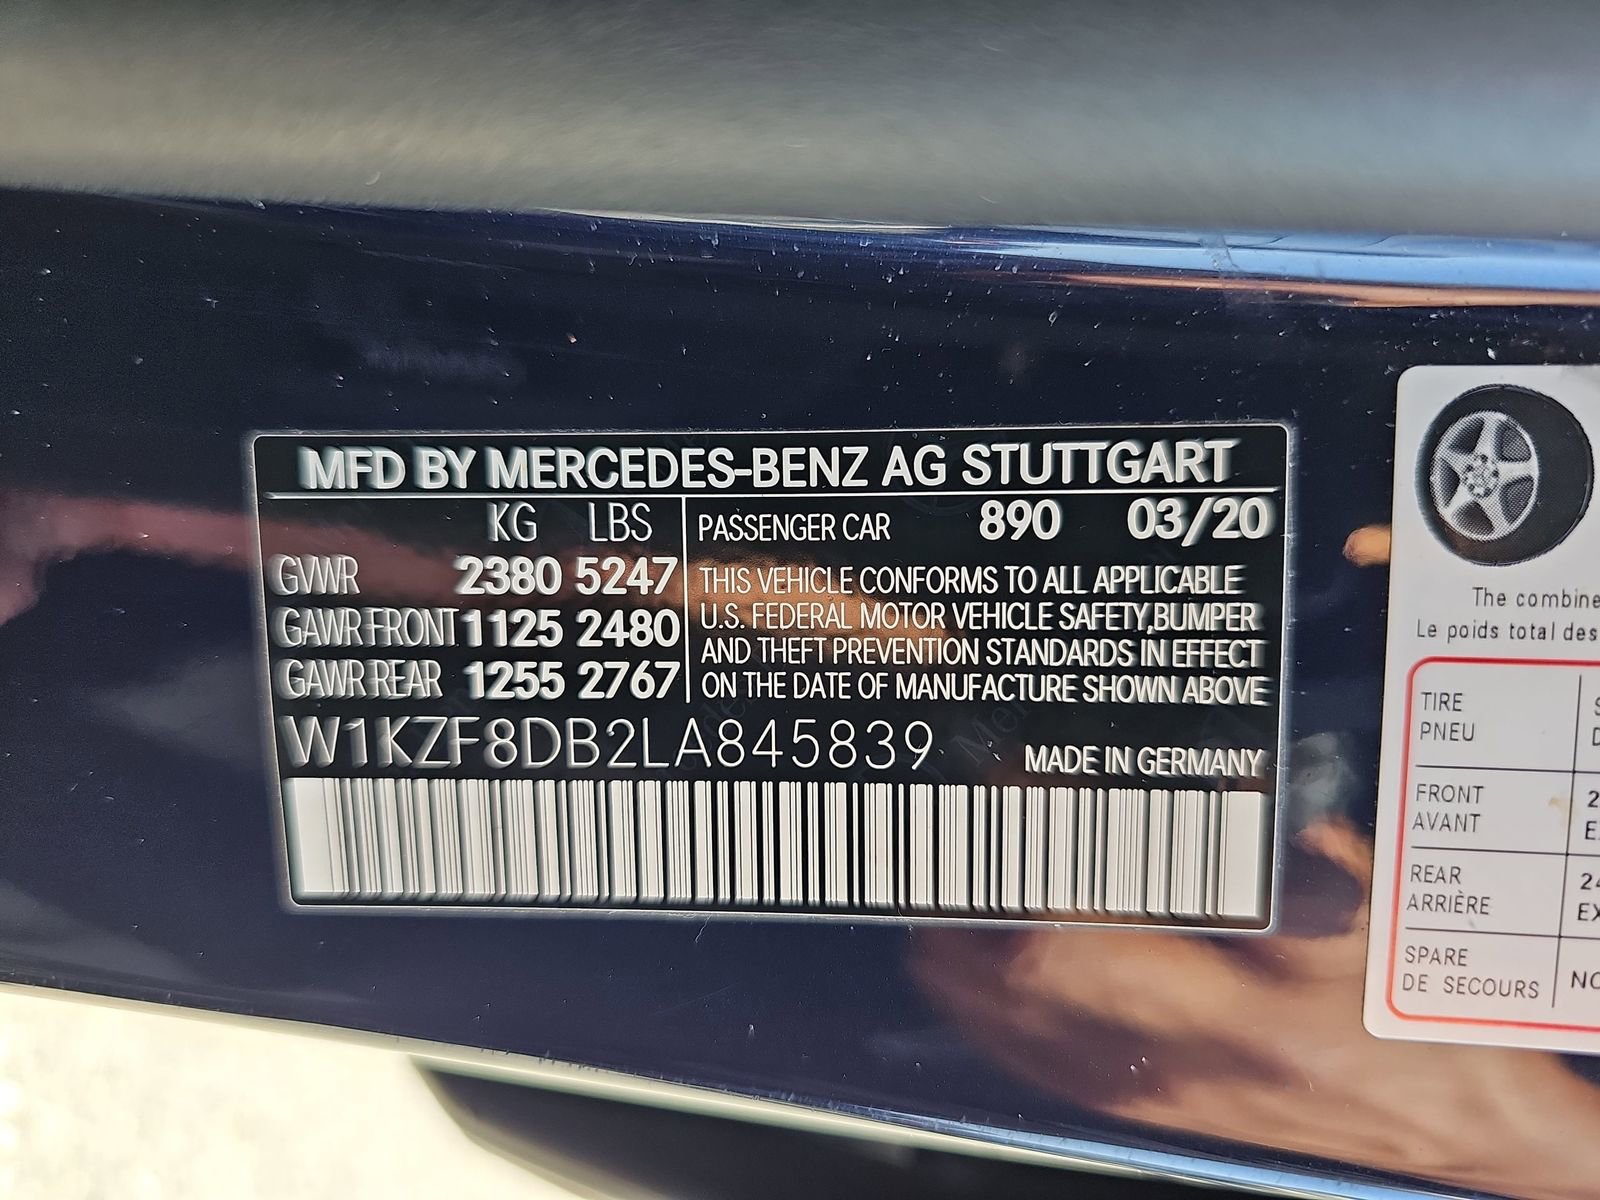 MFD BY MERCEDES-BENZ AG STUTTGART
KG LBS
GVWR 2380 5247
GAWR FRONT 1125 2480
GAWR REAR 1255 2767
PASSENGER CAR 890 03/20
THIS VEHICLE CONFORMS TO ALL APPLICABLE
U.S. FEDERAL MOTOR VEHICLE SAFETY,BUMPER
AND THEFT PREVENTION STANDARDS IN EFFECT
ON THE DATE OF MANUFACTURE SHOWN ABOVE
W1KZF8DB2LA845839
MADE IN GERMANY
The combine
Le poids total des
TIRE
PNEU
FRONT
AVANT
REAR
ARRIÈRE
SPARE
DE SECOURS